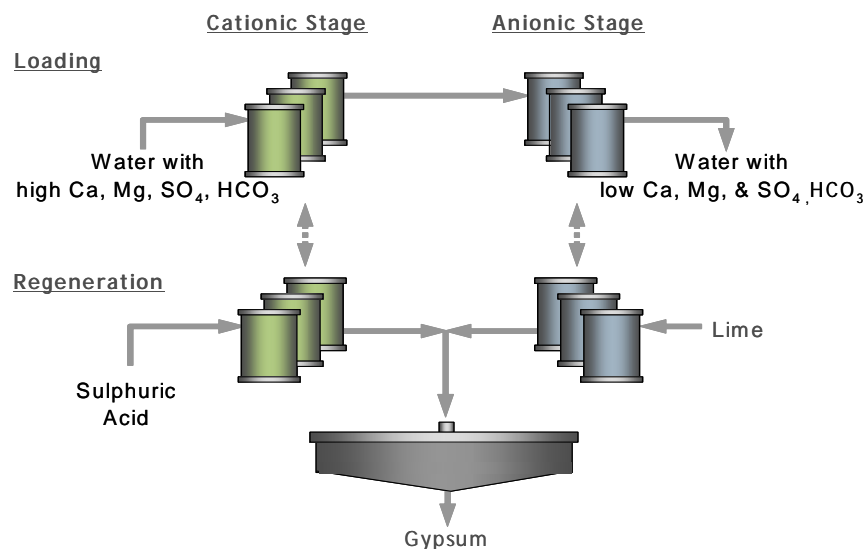 Cationic Stage
Anionic Stage
Loading
Water with
high Ca, Mg, SO₄, HCO₃
Water with
low Ca, Mg, & SO₄ ,HCO₃
Regeneration
Sulphuric
Acid
Lime
Gypsum